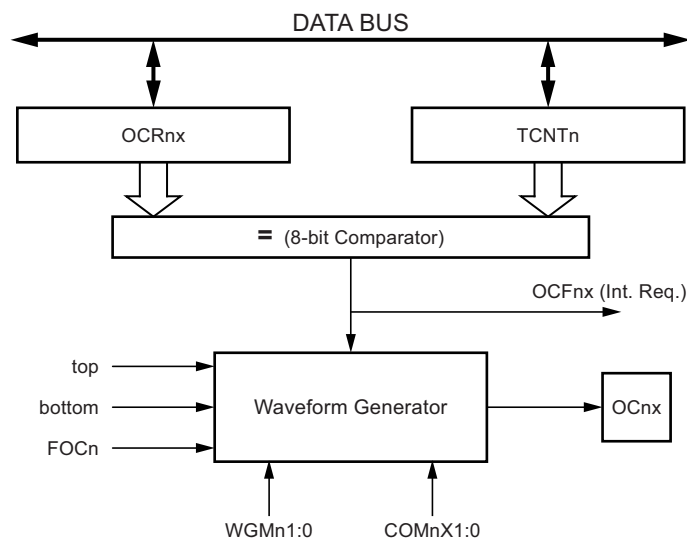 DATA BUS
OCRnx
TCNTn
= (8-bit Comparator)
OCFnx (Int. Req.)
top
bottom
FOCn
Waveform Generator
OCnx
WGMn1:0
COMnX1:0